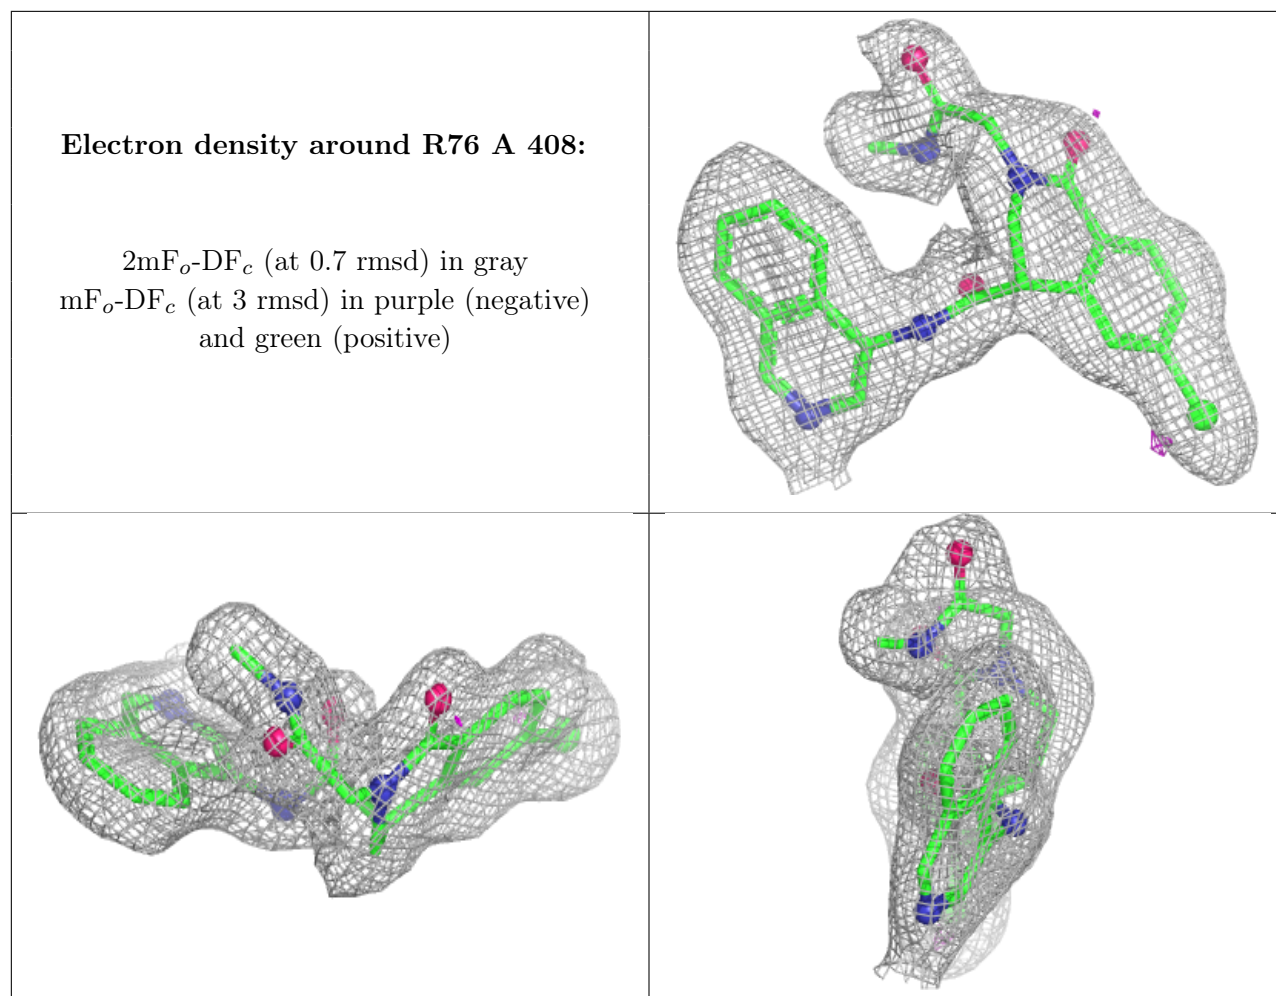 Electron density around R76 A 408:
2mFo-DFc (at 0.7 rmsd) in gray
mFo-DFc (at 3 rmsd) in purple (negative)
and green (positive)